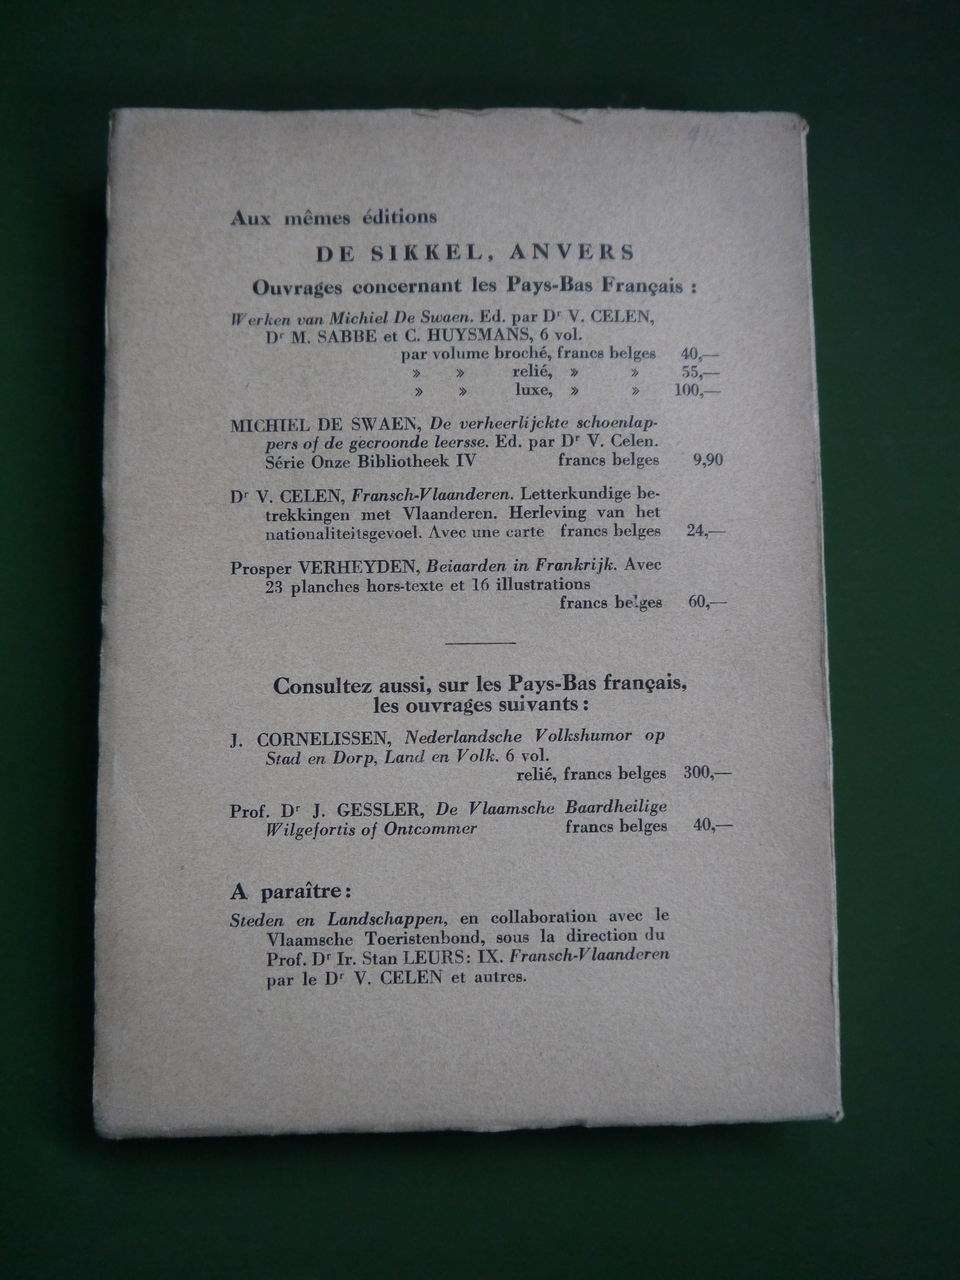 Aux mêmes éditions
DE SIKKEL, ANVERS
Ouvrages concernant les Pays-Bas Français :
Werken van Michiel De Swaen. Ed. par Dr V. CELEN,
Dr M. SABBE et C. HUYSMANS, 6 vol.
par volume broché, francs belges 40,—
» » relié, » » 55,—
» » luxe, » » 100,—
MICHIEL DE SWAEN, De verheerlijckte schoenlap-
pers of de gecroonde leersse. Ed. par Dr V. Celen.
Série Onze Bibliotheek IV francs belges 9,90
Dr V. CELEN, Fransch-Vlaanderen. Letterkundige be-
trekkingen met Vlaanderen. Herleving van het
nationaliteitsgevoel. Avec une carte francs belges 24,—
Prosper VERHEYDEN, Beiaarden in Frankrijk. Avec
23 planches hors-texte et 16 illustrations
francs belges 60,—
Consultez aussi, sur les Pays-Bas français,
les ouvrages suivants :
J. CORNELISSEN, Nederlandsche Volkshumor op
Stad en Dorp, Land en Volk. 6 vol.
relié, francs belges 300,—
Prof. Dr J. GESSLER, De Vlaamsche Baardheilige
Wilgefortis of Ontcommer francs belges 40,—
A paraître :
Steden en Landschappen, en collaboration avec le
Vlaamsche Toeristenbond, sous la direction du
Prof. Dr Ir. Stan LEURS: IX. Fransch-Vlaanderen
par le Dr V. CELEN et autres.